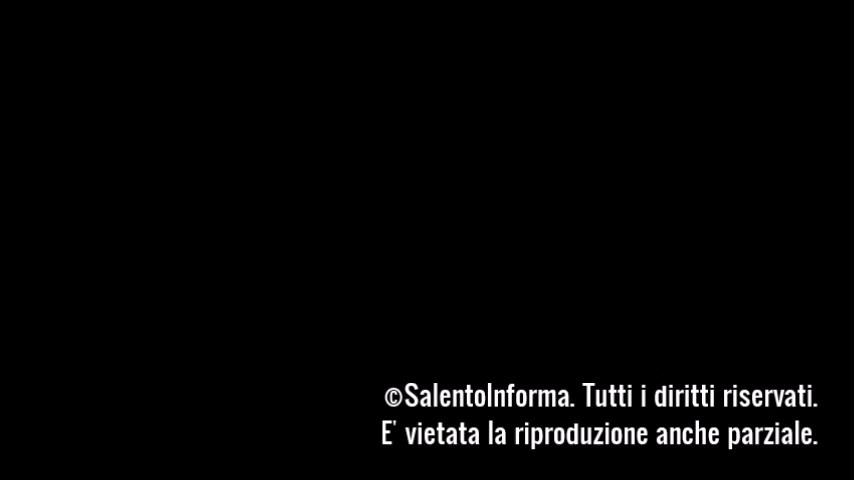 ©SalentoInforma. Tutti i diritti riservati.
E' vietata la riproduzione anche parziale.